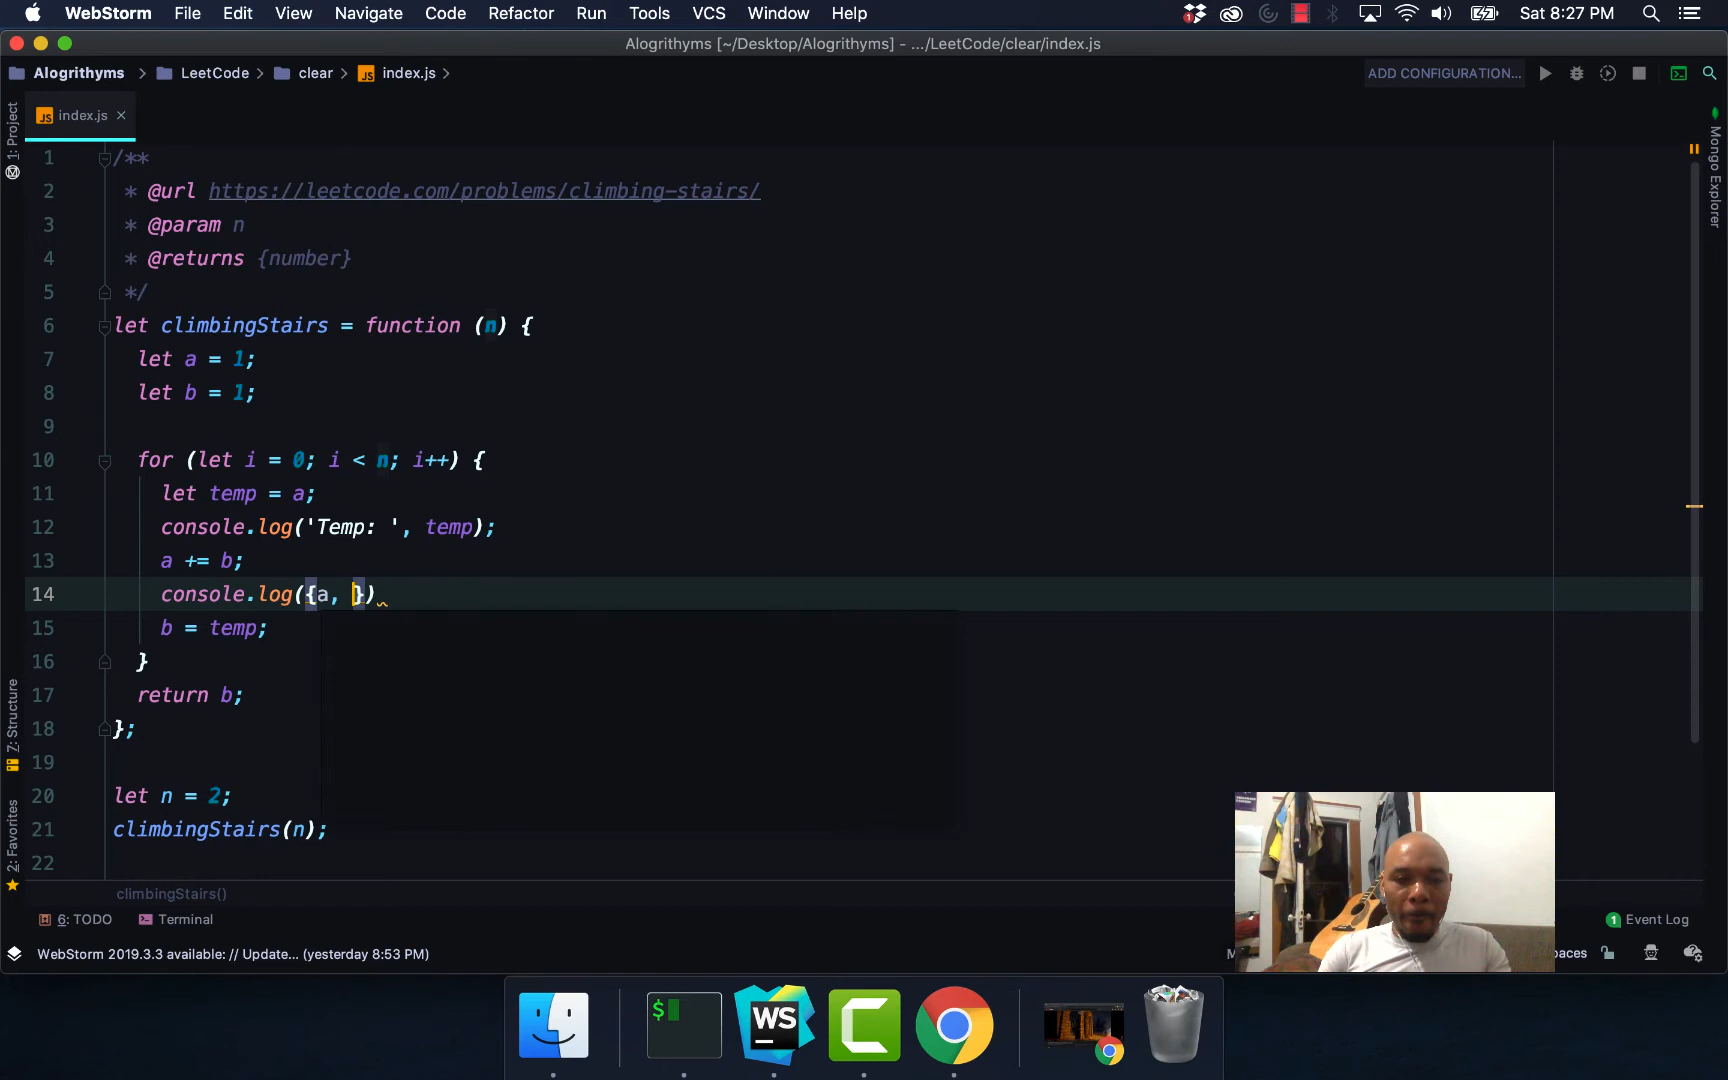 WebStorm File Edit View Navigate Code Refactor Run Tools VCS Window Help Sat 8:27 PM
Alogrithyms [~/Desktop/Alogrithyms] - .../LeetCode/clear/index.js
Alogrithyms LeetCode clear index.js ADD CONFIGURATION...
index.js
1: Project
Mongo Explorer
1 /**
2 * @url https://leetcode.com/problems/climbing-stairs/
3 * @param n
4 * @returns {number}
5 */
6 let climbingStairs = function (n) {
7 let a = 1;
8 let b = 1;
9
10 for (let i = 0; i < n; i++) {
11 let temp = a;
12 console.log('Temp: ', temp);
13 a += b;
14 console.log({a, })
15 b = temp;
16 }
17 return b;
18 };
19
20 let n = 2;
21 climbingStairs(n);
22
7: Structure
2: Favorites
climbingStairs()
6: TODO Terminal 1 Event Log
WebStorm 2019.3.3 available: // Update... (yesterday 8:53 PM) paces
$
WS